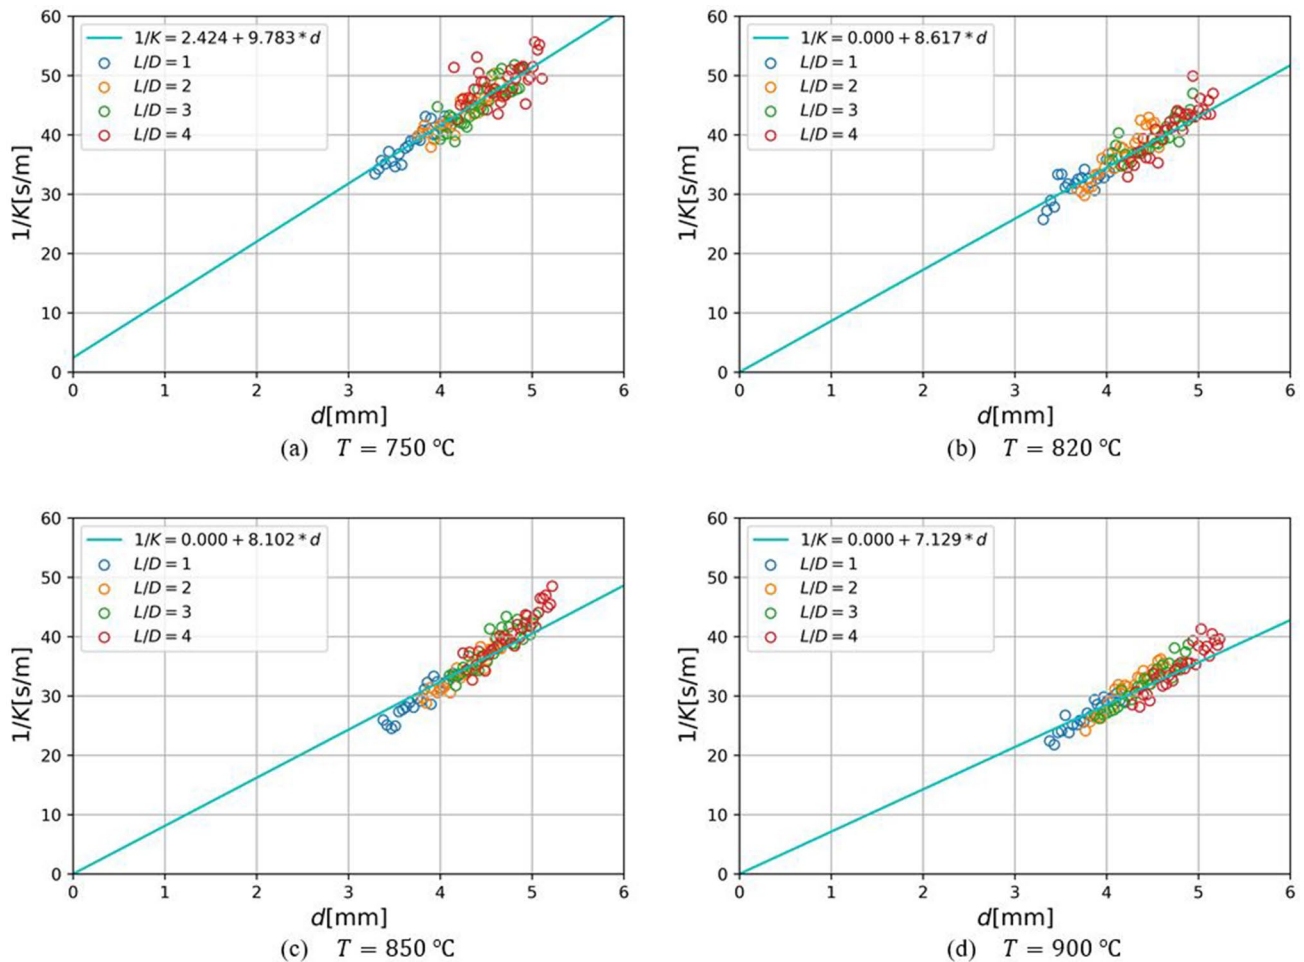 60
50
40
30
20
10
0
1/K[s/m]
1/K = 2.424 + 9.783 * d
L/D = 1
L/D = 2
L/D = 3
L/D = 4
0 1 2 3 4 5 6
d[mm]
(a) T = 750 ℃
60
50
40
30
20
10
0
1/K[s/m]
1/K = 0.000 + 8.617 * d
L/D = 1
L/D = 2
L/D = 3
L/D = 4
0 1 2 3 4 5 6
d[mm]
(b) T = 820 ℃
60
50
40
30
20
10
0
1/K[s/m]
1/K = 0.000 + 8.102 * d
L/D = 1
L/D = 2
L/D = 3
L/D = 4
0 1 2 3 4 5 6
d[mm]
(c) T = 850 ℃
60
50
40
30
20
10
0
1/K[s/m]
1/K = 0.000 + 7.129 * d
L/D = 1
L/D = 2
L/D = 3
L/D = 4
0 1 2 3 4 5 6
d[mm]
(d) T = 900 ℃